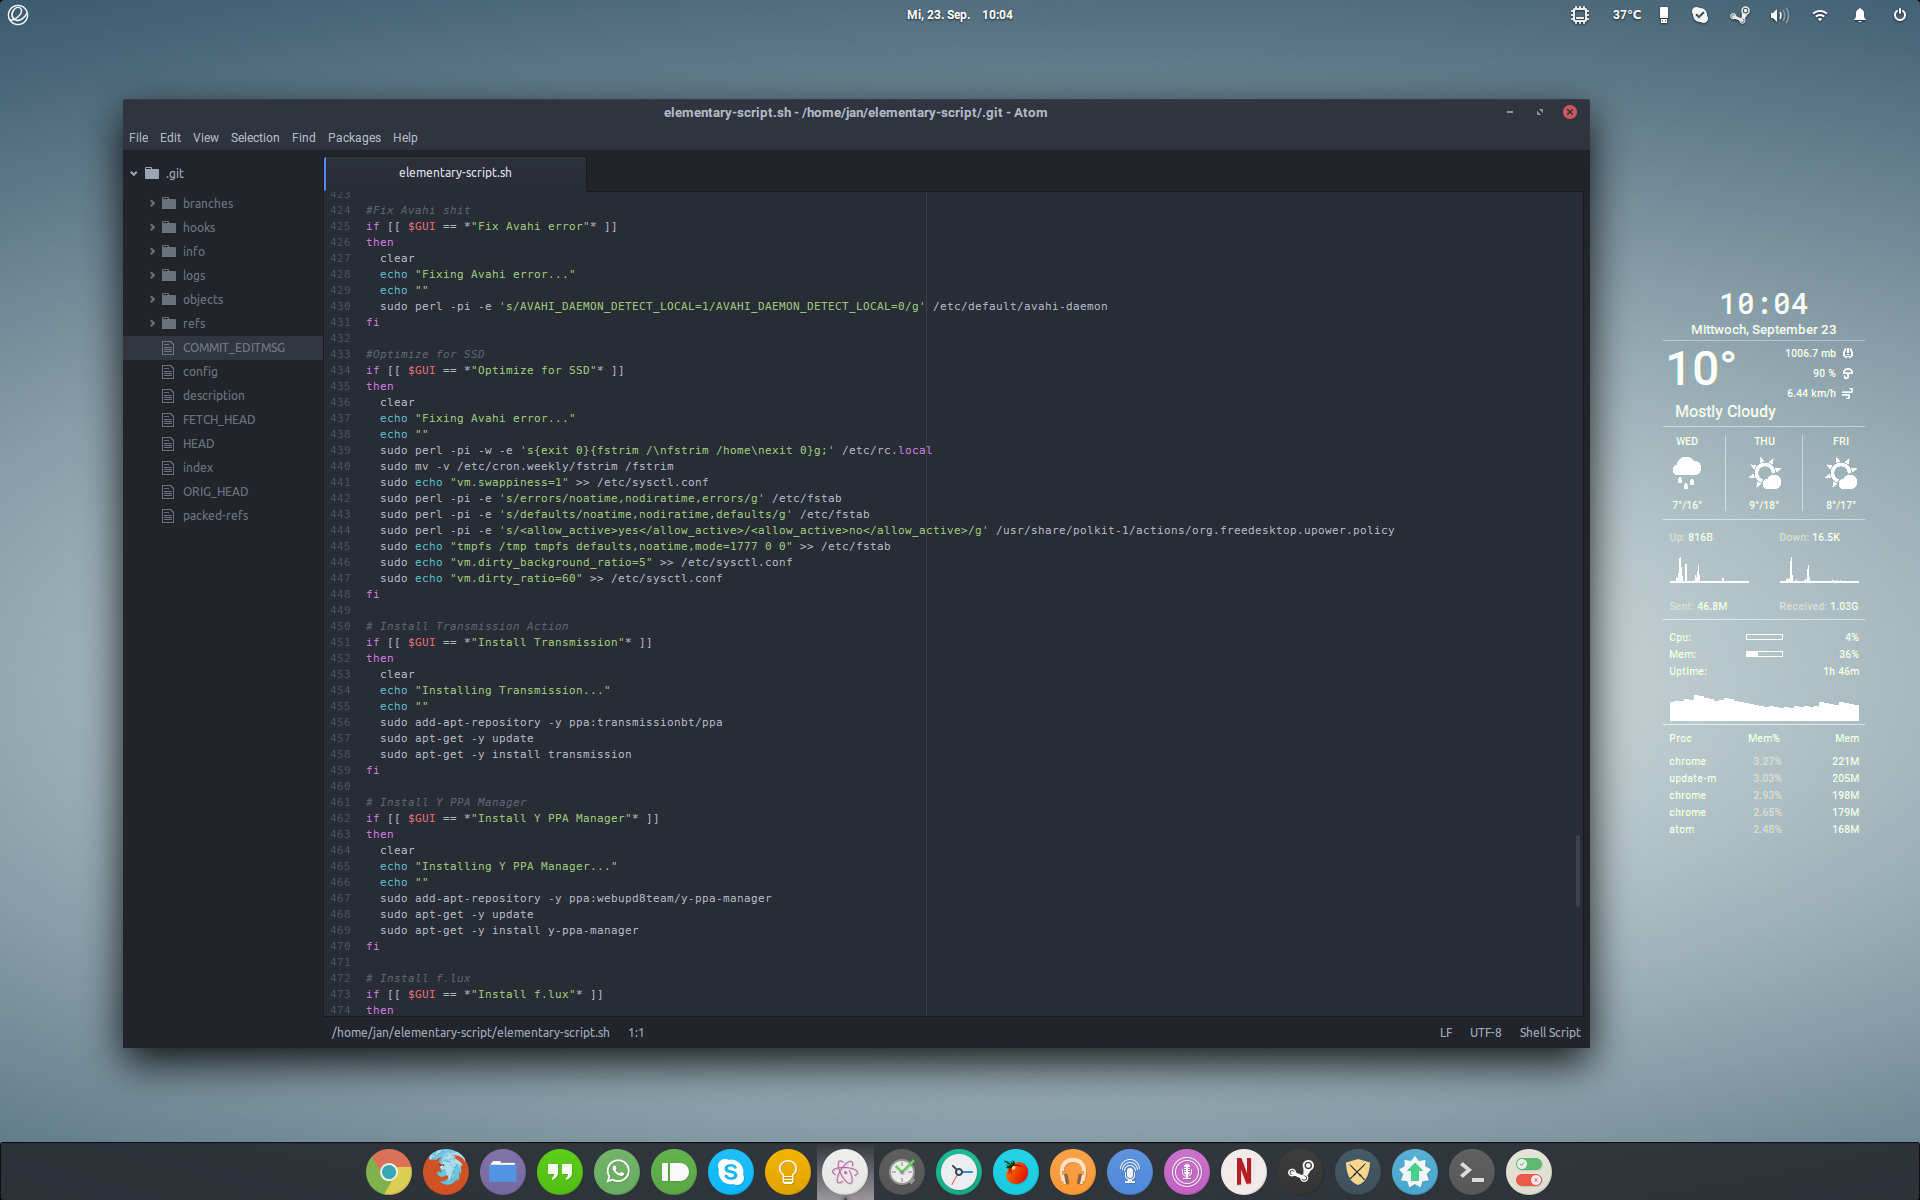 Mi, 23. Sep. 10:04
37°C
elementary-script.sh - /home/jan/elementary-script/.git - Atom
File Edit View Selection Find Packages Help
.git
branches
hooks
info
logs
objects
refs
COMMIT_EDITMSG
config
description
FETCH_HEAD
HEAD
index
ORIG_HEAD
packed-refs
elementary-script.sh
423
424 #Fix Avahi shit
425 if [[ $GUI == *"Fix Avahi error"* ]]
426 then
427 clear
428 echo "Fixing Avahi error..."
429 echo ""
430 sudo perl -pi -e 's/AVAHI_DAEMON_DETECT_LOCAL=1/AVAHI_DAEMON_DETECT_LOCAL=0/g' /etc/default/avahi-daemon
431 fi
432
433 #Optimize for SSD
434 if [[ $GUI == *"Optimize for SSD"* ]]
435 then
436 clear
437 echo "Fixing Avahi error..."
438 echo ""
439 sudo perl -pi -w -e 's{exit 0}{fstrim /\nfstrim /home\nexit 0}g;' /etc/rc.local
440 sudo mv -v /etc/cron.weekly/fstrim /fstrim
441 sudo echo "vm.swappiness=1" >> /etc/sysctl.conf
442 sudo perl -pi -e 's/errors/noatime,nodiratime,errors/g' /etc/fstab
443 sudo perl -pi -e 's/defaults/noatime,nodiratime,defaults/g' /etc/fstab
444 sudo perl -pi -e 's/<allow_active>yes</allow_active>/<allow_active>no</allow_active>/g' /usr/share/polkit-1/actions/org.freedesktop.upower.policy
445 sudo echo "tmpfs /tmp tmpfs defaults,noatime,mode=1777 0 0" >> /etc/fstab
446 sudo echo "vm.dirty_background_ratio=5" >> /etc/sysctl.conf
447 sudo echo "vm.dirty_ratio=60" >> /etc/sysctl.conf
448 fi
449
450 # Install Transmission Action
451 if [[ $GUI == *"Install Transmission"* ]]
452 then
453 clear
454 echo "Installing Transmission..."
455 echo ""
456 sudo add-apt-repository -y ppa:transmissionbt/ppa
457 sudo apt-get -y update
458 sudo apt-get -y install transmission
459 fi
460
461 # Install Y PPA Manager
462 if [[ $GUI == *"Install Y PPA Manager"* ]]
463 then
464 clear
465 echo "Installing Y PPA Manager..."
466 echo ""
467 sudo add-apt-repository -y ppa:webupd8team/y-ppa-manager
468 sudo apt-get -y update
469 sudo apt-get -y install y-ppa-manager
470 fi
471
472 # Install f.lux
473 if [[ $GUI == *"Install f.lux"* ]]
474 then
/home/jan/elementary-script/elementary-script.sh 1:1
LF UTF-8 Shell Script
10:04
Mittwoch, September 23
10° 1006.7 mb
90 %
6.44 km/h
Mostly Cloudy
WED THU FRI
7°/16° 9°/18° 8°/17°
Up: 816B Down: 16.5K
Sent: 46.8M Received: 1.03G
Cpu: 4%
Mem: 36%
Uptime: 1h 46m
Proc Mem% Mem
chrome 3.27% 221M
update-m 3.03% 205M
chrome 2.93% 198M
chrome 2.65% 179M
atom 2.48% 168M